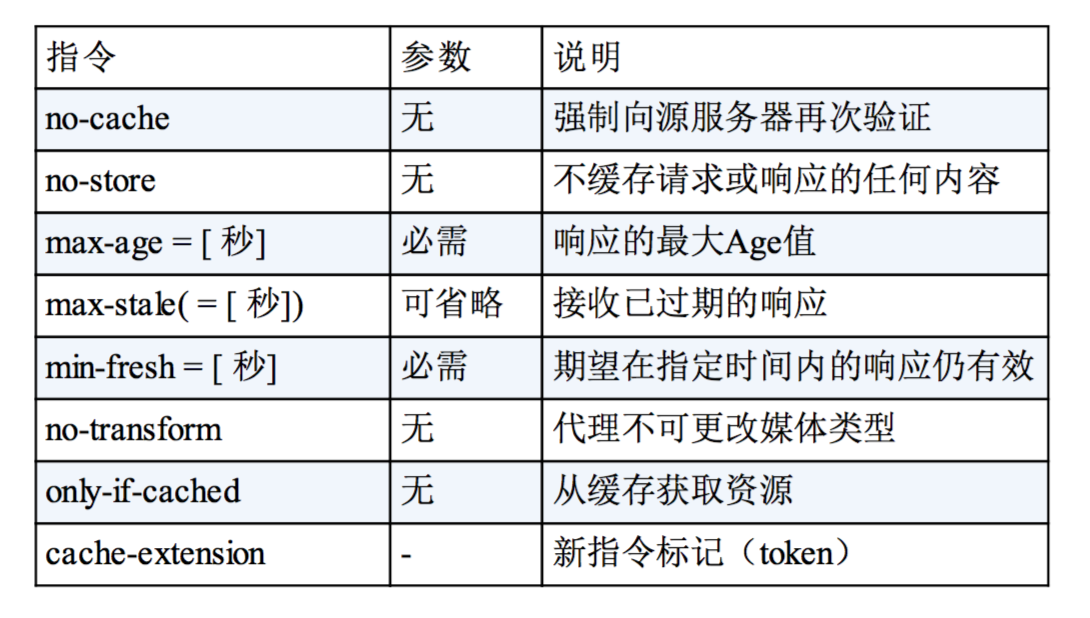 指令 参数 说明
no-cache 无 强制向源服务器再次验证
no-store 无 不缓存请求或响应的任何内容
max-age = [ 秒] 必需 响应的最大Age值
max-stale( = [ 秒]) 可省略 接收已过期的响应
min-fresh = [ 秒] 必需 期望在指定时间内的响应仍有效
no-transform 无 代理不可更改媒体类型
only-if-cached 无 从缓存获取资源
cache-extension - 新指令标记（token）